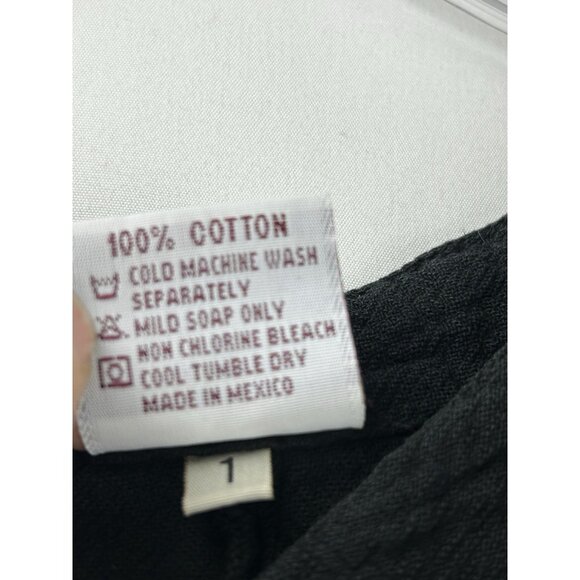 100% COTTON
COLD MACHINE WASH
SEPARATELY
MILD SOAP ONLY
NON CHLORINE BLEACH
COOL TUMBLE DRY
MADE IN MEXICO
1